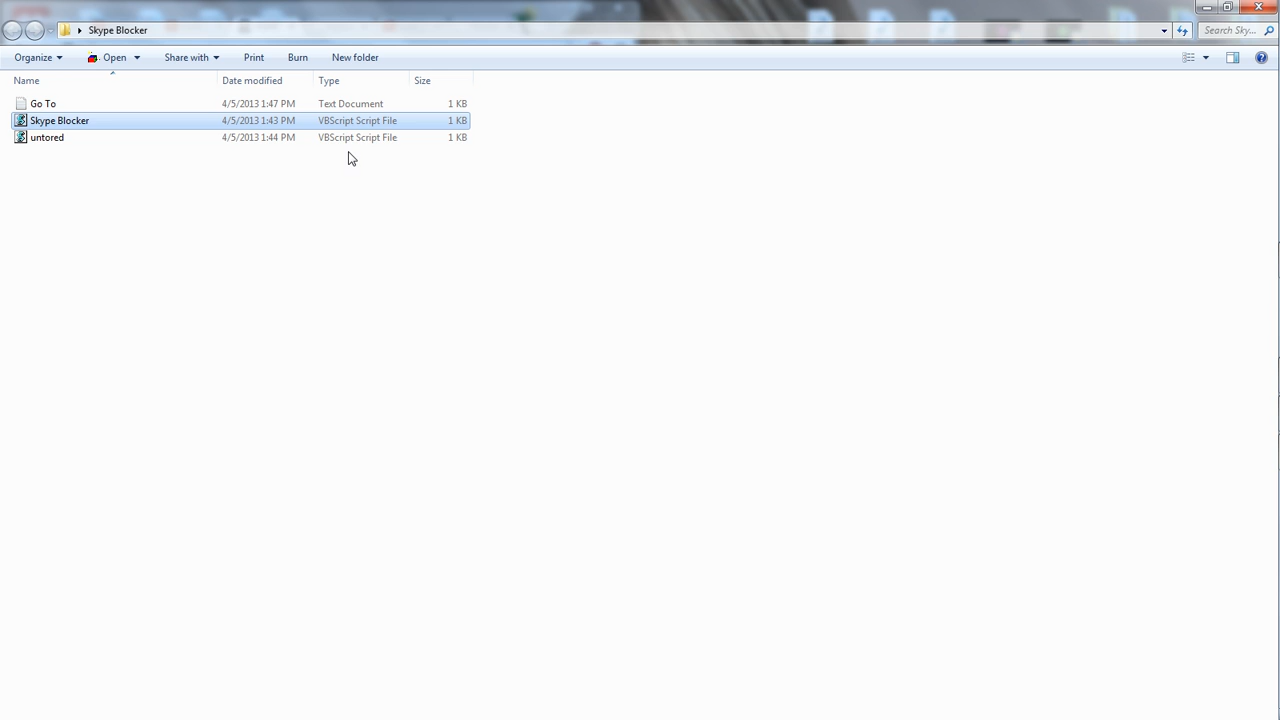 Skype Blocker
Search Sky...
Organize Open Share with Print Burn New folder
Name Date modified Type Size
Go To 4/5/2013 1:47 PM Text Document 1 KB
Skype Blocker 4/5/2013 1:43 PM VBScript Script File 1 KB
untored 4/5/2013 1:44 PM VBScript Script File 1 KB